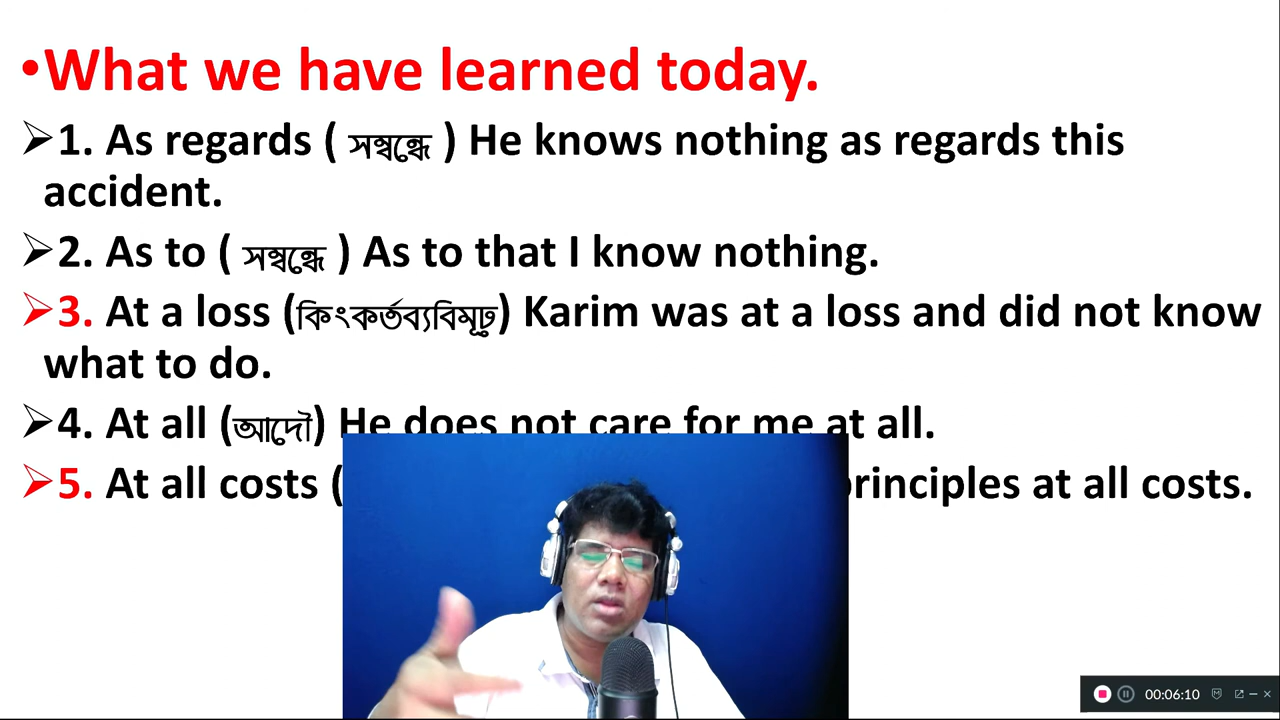 •What we have learned today.
➢1. As regards ( সম্বন্ধে ) He knows nothing as regards this
accident.
➢2. As to ( সম্বন্ধে ) As to that I know nothing.
➢3. At a loss (কিংকর্তব্যবিমূঢ়) Karim was at a loss and did not know
what to do.
➢4. At all (আদৌ) He does not care for me at all.
➢5. At all costs ( principles at all costs.
00:06:10